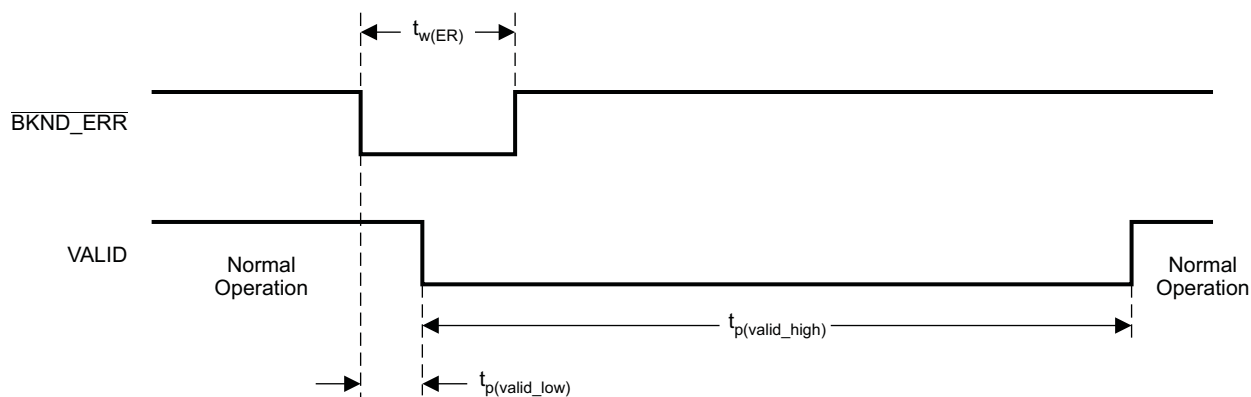 t_w(ER)
BKND_ERR
VALID
Normal
Operation
Normal
Operation
t_p(valid_high)
t_p(valid_low)